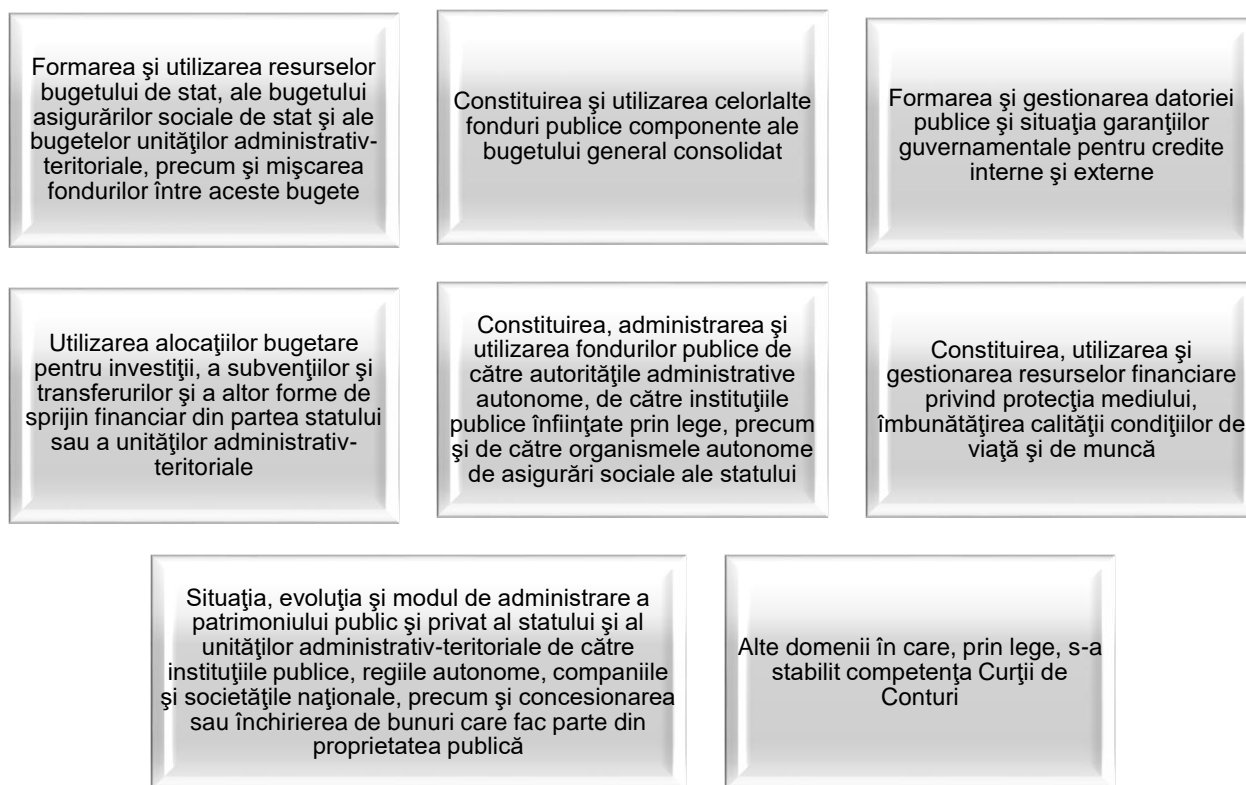 Formarea şi utilizarea resurselor
bugetului de stat, ale bugetului
asigurărilor sociale de stat şi ale
bugetelor unităţilor administrativ-
teritoriale, precum şi mişcarea
fondurilor între aceste bugete
Constituirea şi utilizarea celorlalte
fonduri publice componente ale
bugetului general consolidat
Formarea şi gestionarea datoriei
publice şi situaţia garanţiilor
guvernamentale pentru credite
interne şi externe
Utilizarea alocaţiilor bugetare
pentru investiţii, a subvenţiilor şi
transferurilor şi a altor forme de
sprijin financiar din partea statului
sau a unităţilor administrativ-
teritoriale
Constituirea, administrarea şi
utilizarea fondurilor publice de
către autorităţile administrative
autonome, de către instituţiile
publice înfiinţate prin lege, precum
şi de către organismele autonome
de asigurări sociale ale statului
Constituirea, utilizarea şi
gestionarea resurselor financiare
privind protecţia mediului,
îmbunătăţirea calităţii condiţiilor de
viaţă şi de muncă
Situaţia, evoluţia şi modul de administrare a
patrimoniului public şi privat al statului şi al
unităţilor administrativ-teritoriale de către
instituţiile publice, regiile autonome, companiile
şi societăţile naţionale, precum şi concesionarea
sau închirierea de bunuri care fac parte din
proprietatea publică
Alte domenii în care, prin lege, s-a
stabilit competenţa Curţii de
Conturi